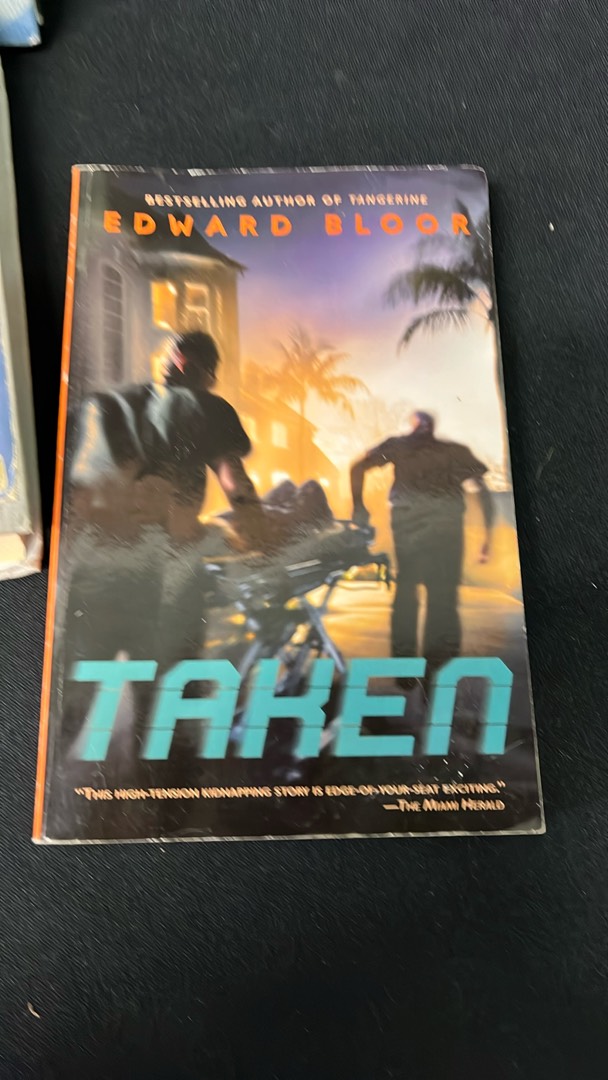 BESTSELLING AUTHOR OF TANGERINE
EDWARD BLOOR
TAKEN
"THIS HIGH-TENSION KIDNAPPING STORY IS EDGE-OF-YOUR-SEAT EXCITING."
—THE MIAMI HERALD